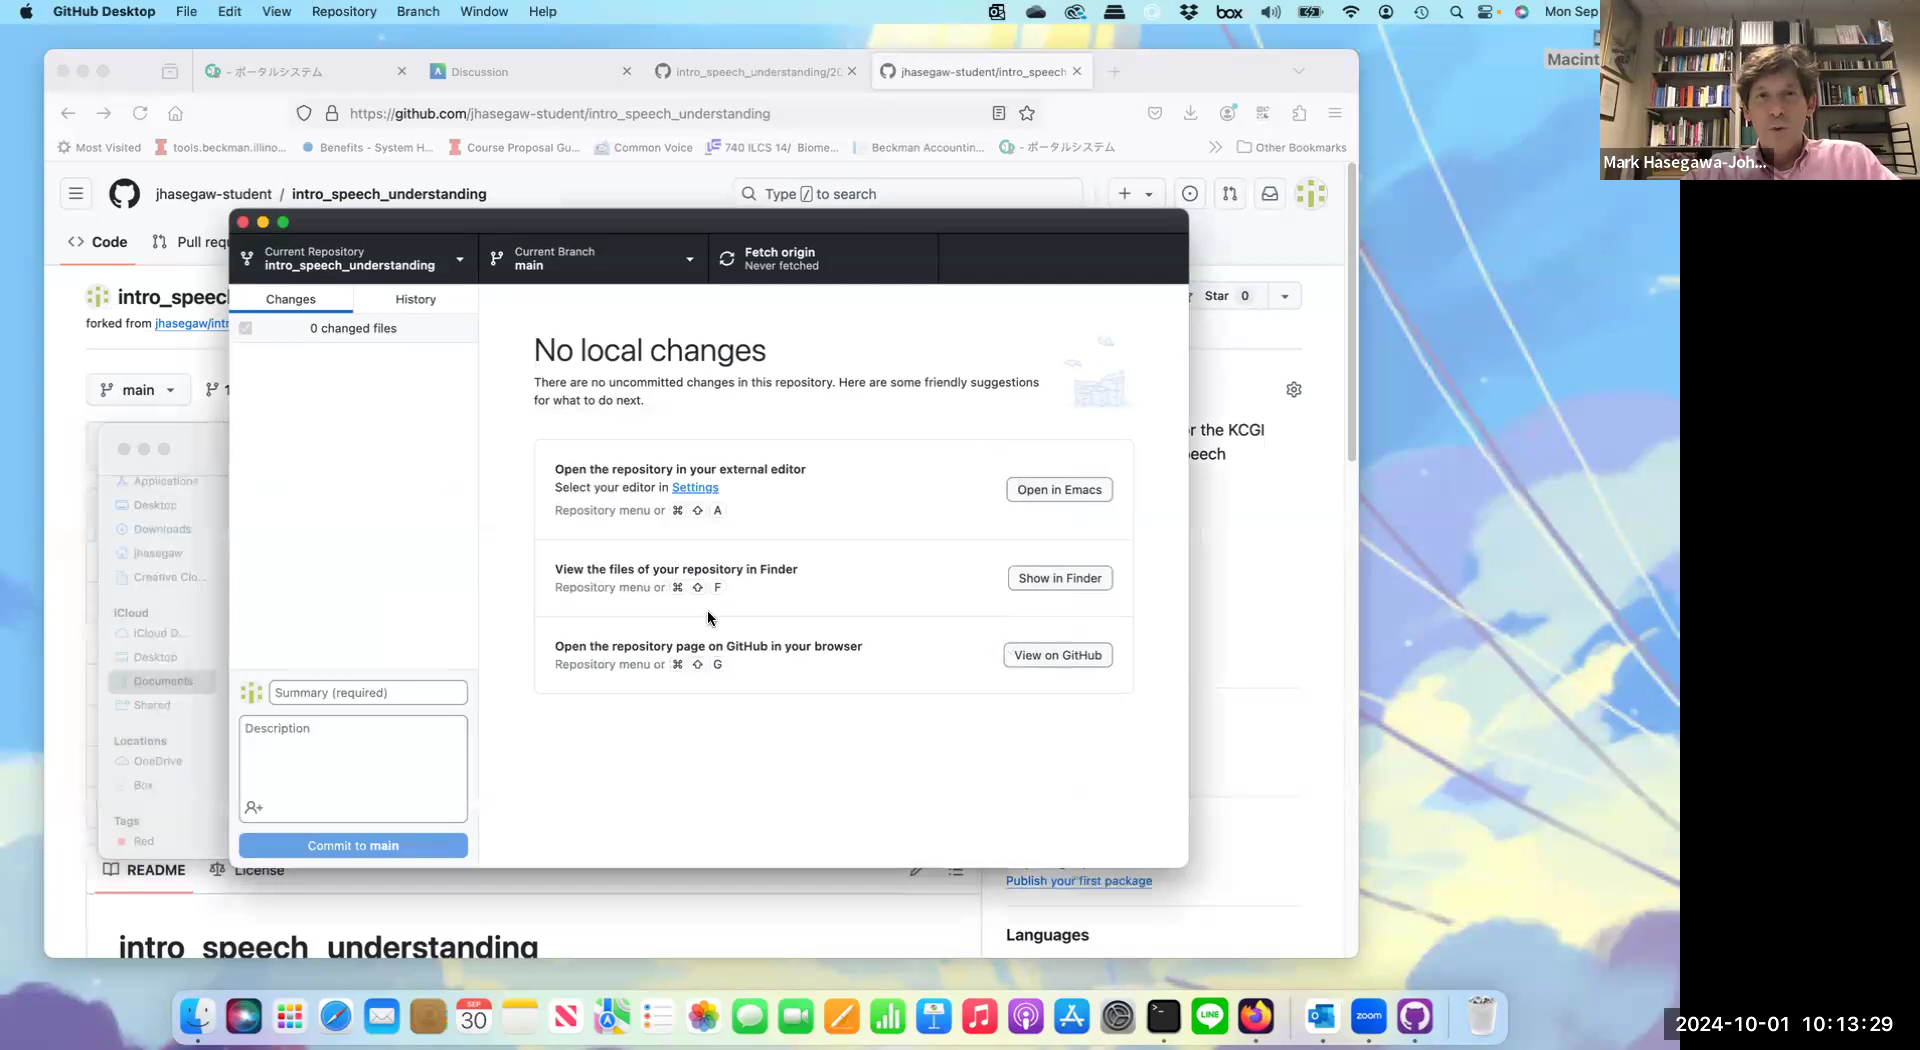 GitHub Desktop File Edit View Repository Branch Window Help
box
Mon Sep
Macint
Mark Hasegawa-Joh...
- ポータルシステム
Discussion
intro_speech_understanding/20
jhasegaw-student/intro_speech
https://github.com/jhasegaw-student/intro_speech_understanding
Most Visited
tools.beckman.illino...
Benefits - System H...
Course Proposal Gu...
Common Voice
740 ILCS 14/ Biome...
Beckman Accountin...
- ポータルシステム
Other Bookmarks
jhasegaw-student / intro_speech_understanding
Type / to search
Code
Pull requ
intro_speec
forked from jhasegaw/intr
Star 0
main
1
r the KCGI
eech
Current Repository
intro_speech_understanding
Current Branch
main
Fetch origin
Never fetched
Changes
History
0 changed files
No local changes
There are no uncommitted changes in this repository. Here are some friendly suggestions
for what to do next.
Open the repository in your external editor
Select your editor in Settings
Repository menu or ⌘ ⇧ A
Open in Emacs
View the files of your repository in Finder
Repository menu or ⌘ ⇧ F
Show in Finder
Open the repository page on GitHub in your browser
Repository menu or ⌘ ⇧ G
View on GitHub
Summary (required)
Description
Commit to main
Applications
Desktop
Downloads
jhasegaw
Creative Clo...
iCloud
iCloud D...
Desktop
Documents
Shared
Locations
OneDrive
Box
Tags
Red
README
License
Publish your first package
Languages
intro_speech_understanding
SEP
30
LINE
zoom
2024-10-01 10:13:29